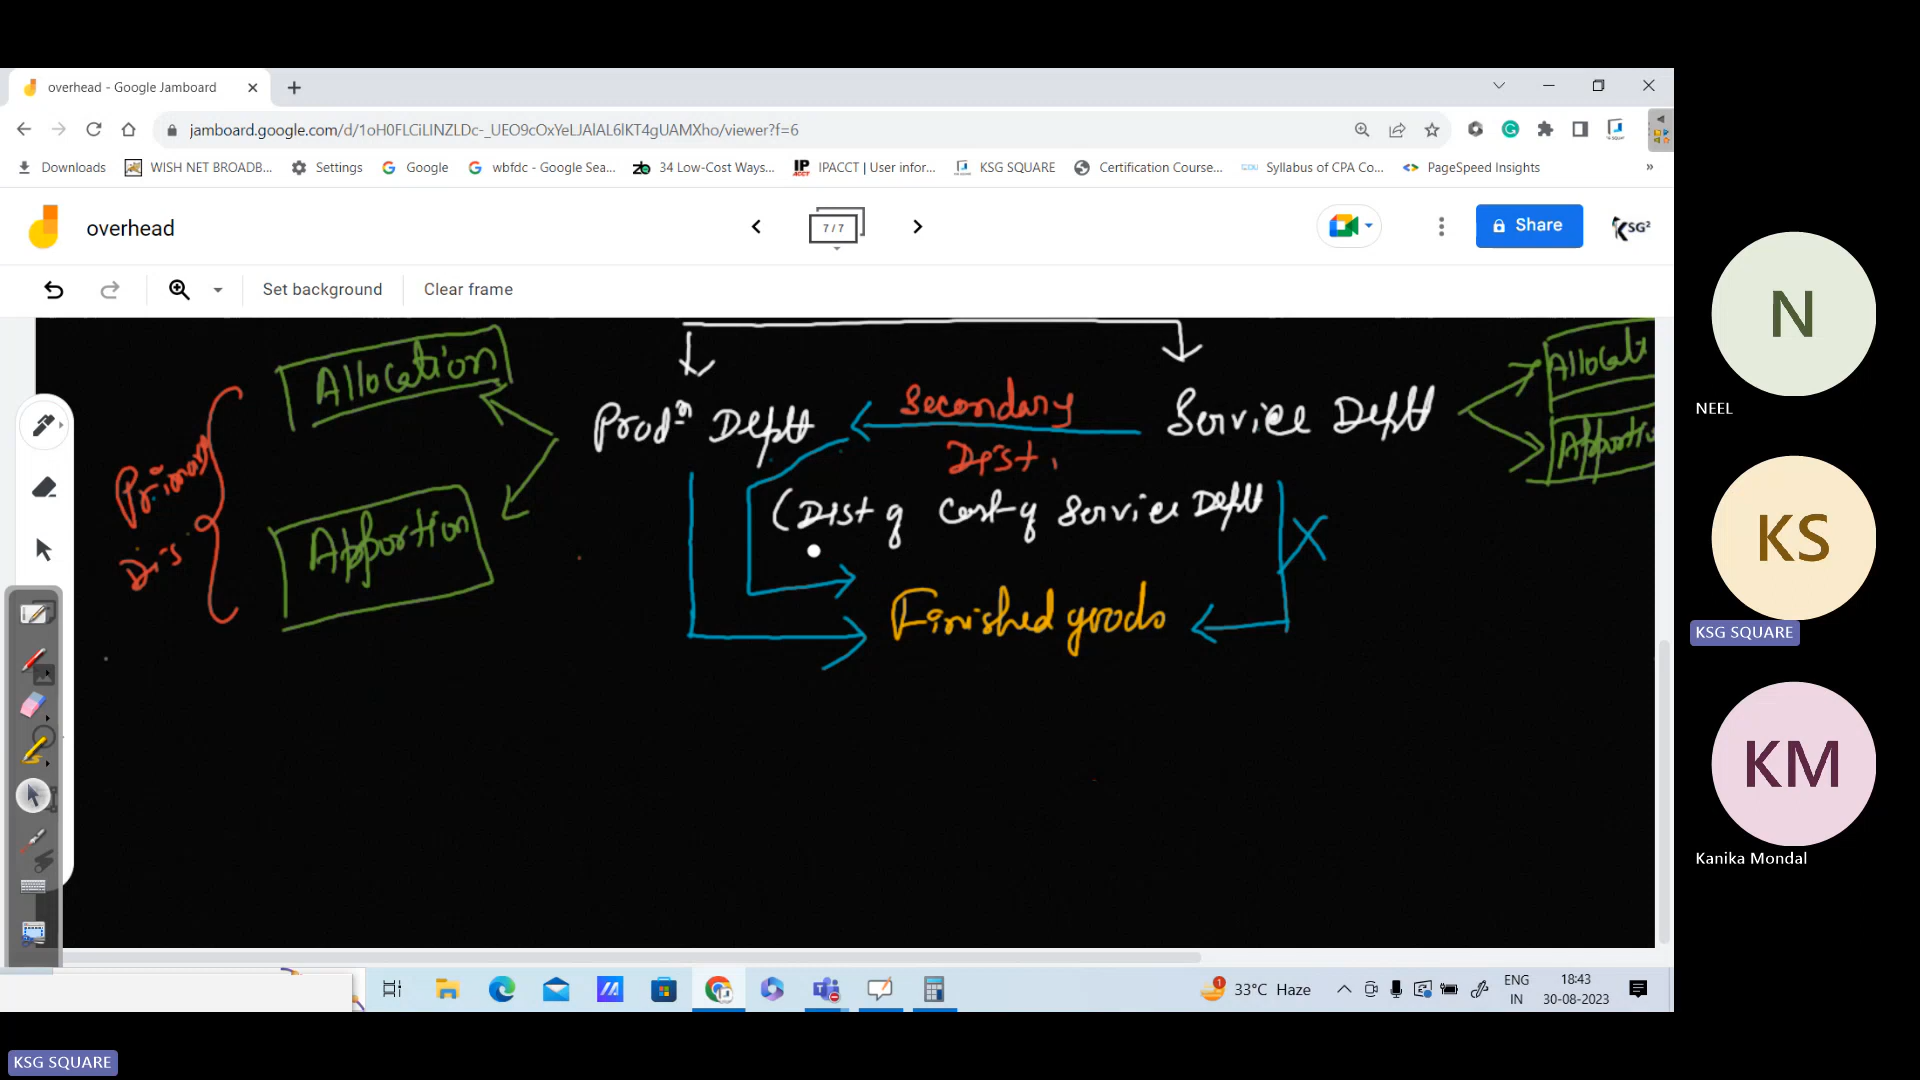 overhead - Google Jamboard
jamboard.google.com/d/1oH0FLCiLINZLDc-_UEO9cOxYeLJAlAL6lKT4gUAMXho/viewer?f=6
Downloads WISH NET BROADB... Settings Google wbfdc - Google Sea... 34 Low-Cost Ways... IPACCT | User infor... KSG SQUARE Certification Course... Syllabus of CPA Co... PageSpeed Insights »
overhead
7 / 7
Share
KSG²
Set background Clear frame
Allocation
Allocati
Secondary
Prodⁿ Deptt
Service Deptt
Apportio
Primary
Dist.
(Dist of Cost of Service Deptt
Apportion
Dis
Finished goods
N
NEEL
KS
KSG SQUARE
KM
Kanika Mondal
33°C Haze
ENG
IN
18:43
30-08-2023
KSG SQUARE